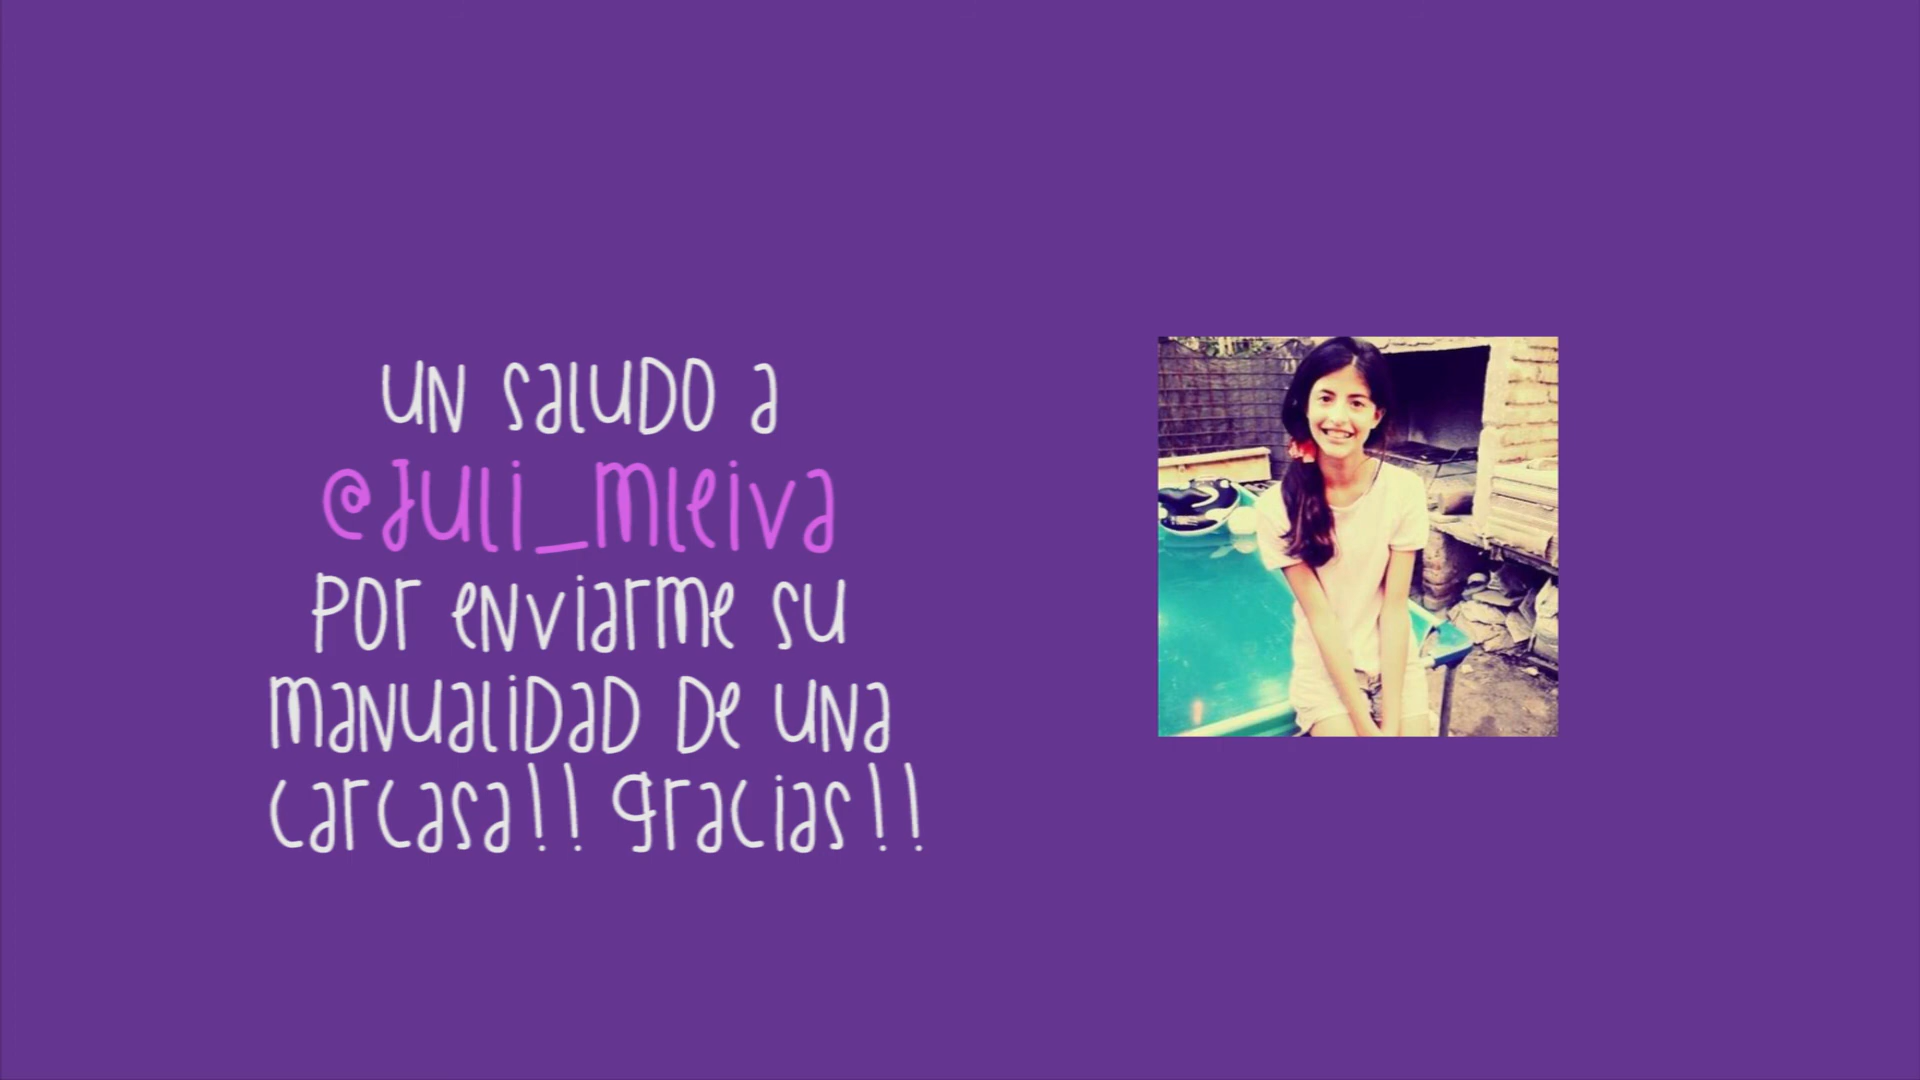 un saludo a
@juli_mleiva
por enviarme su
manualidad de una
carcasa!! gracias!!